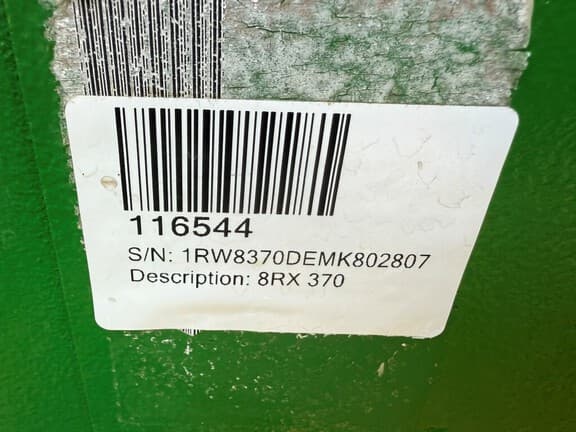 116544
S/N: 1RW8370DEMK802807
Description: 8RX 370